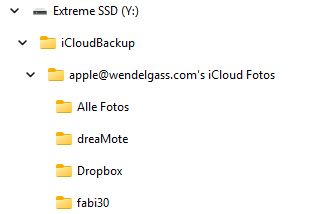 Extreme SSD (Y:)
iCloudBackup
apple@wendelgass.com's iCloud Fotos
Alle Fotos
dreaMote
Dropbox
fabi30